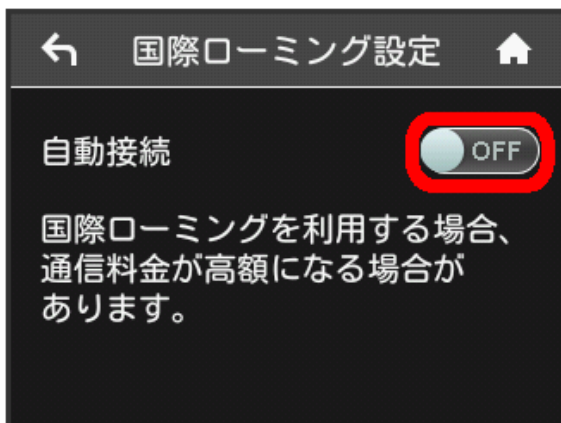 国際ローミング設定
自動接続 OFF
国際ローミングを利用する場合、
通信料金が高額になる場合が
あります。